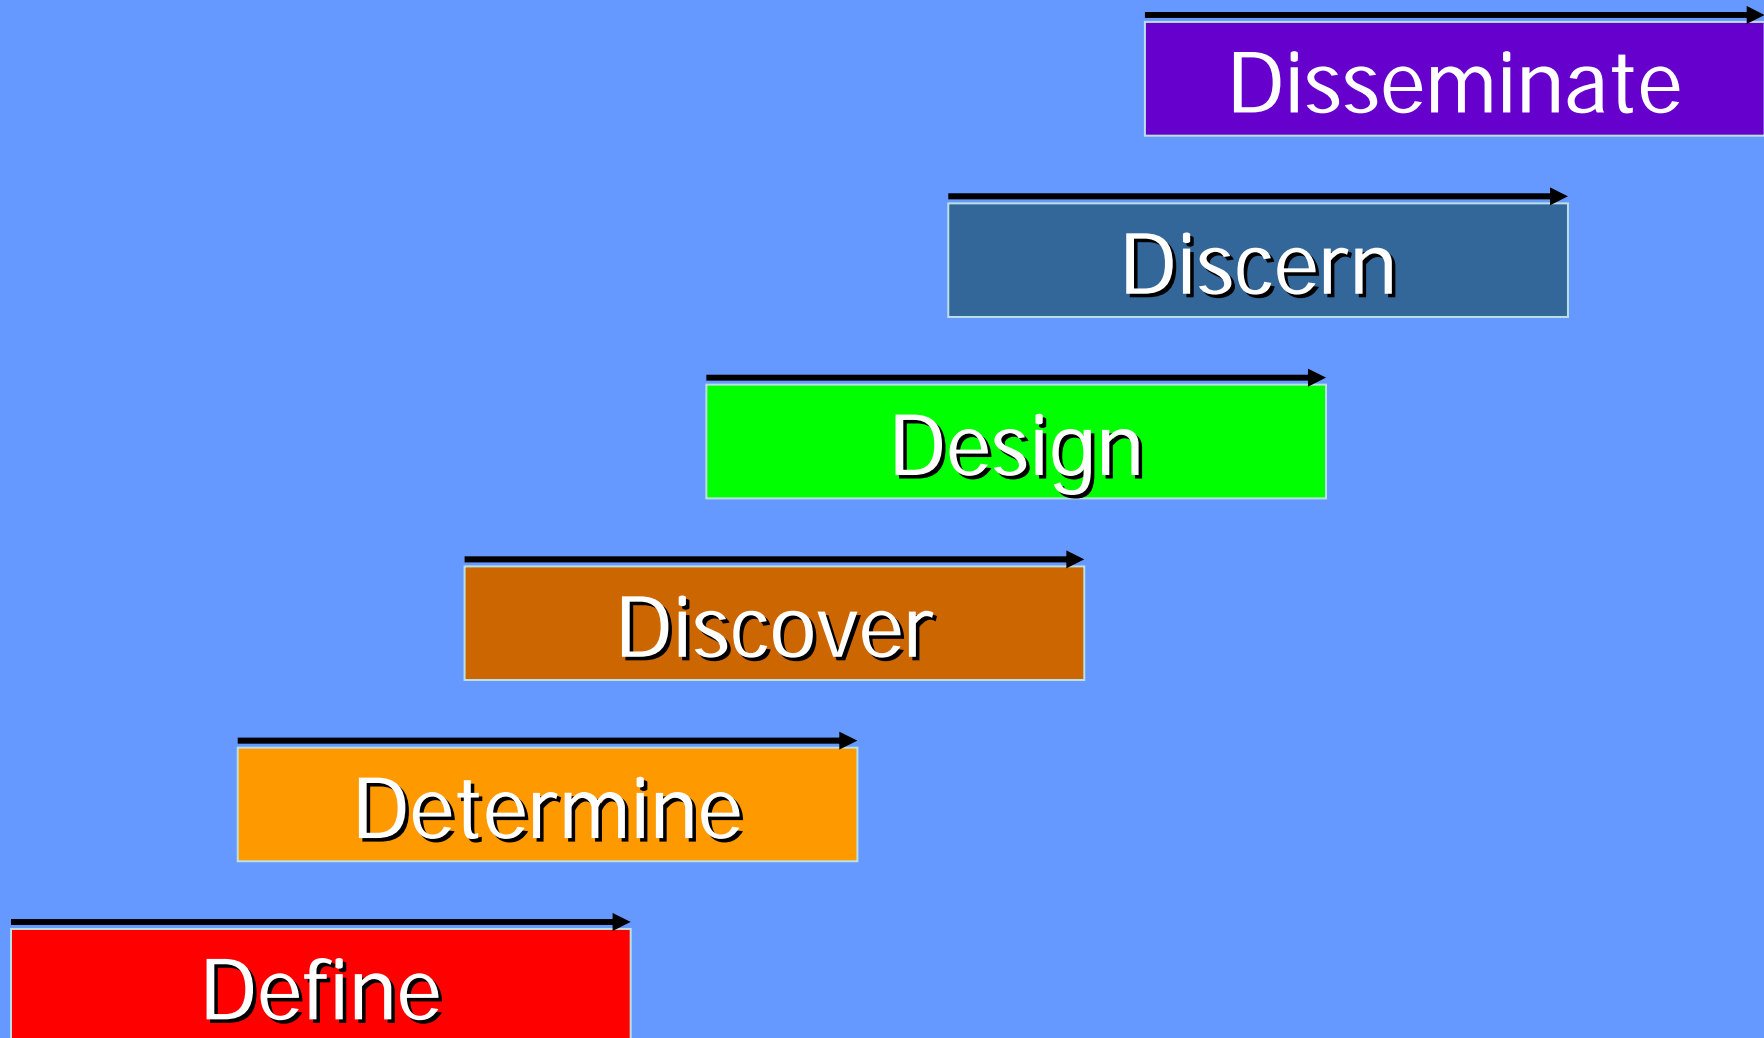 Disseminate
Discern
Design
Discover
Determine
Define